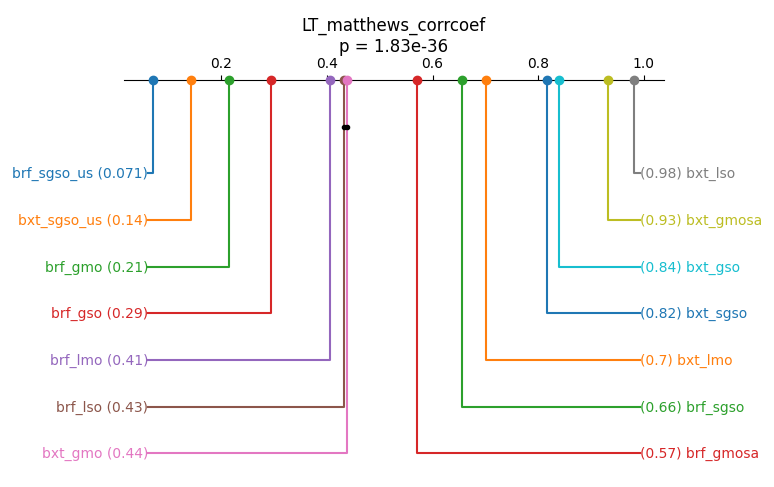 LT_matthews_corrcoef
p = 1.83e-36
0.2 0.4 0.6 0.8 1.0
brf_sgso_us (0.071)
bxt_sgso_us (0.14)
brf_gmo (0.21)
brf_gso (0.29)
brf_lmo (0.41)
brf_lso (0.43)
bxt_gmo (0.44)
(0.98) bxt_lso
(0.93) bxt_gmosa
(0.84) bxt_gso
(0.82) bxt_sgso
(0.7) bxt_lmo
(0.66) brf_sgso
(0.57) brf_gmosa